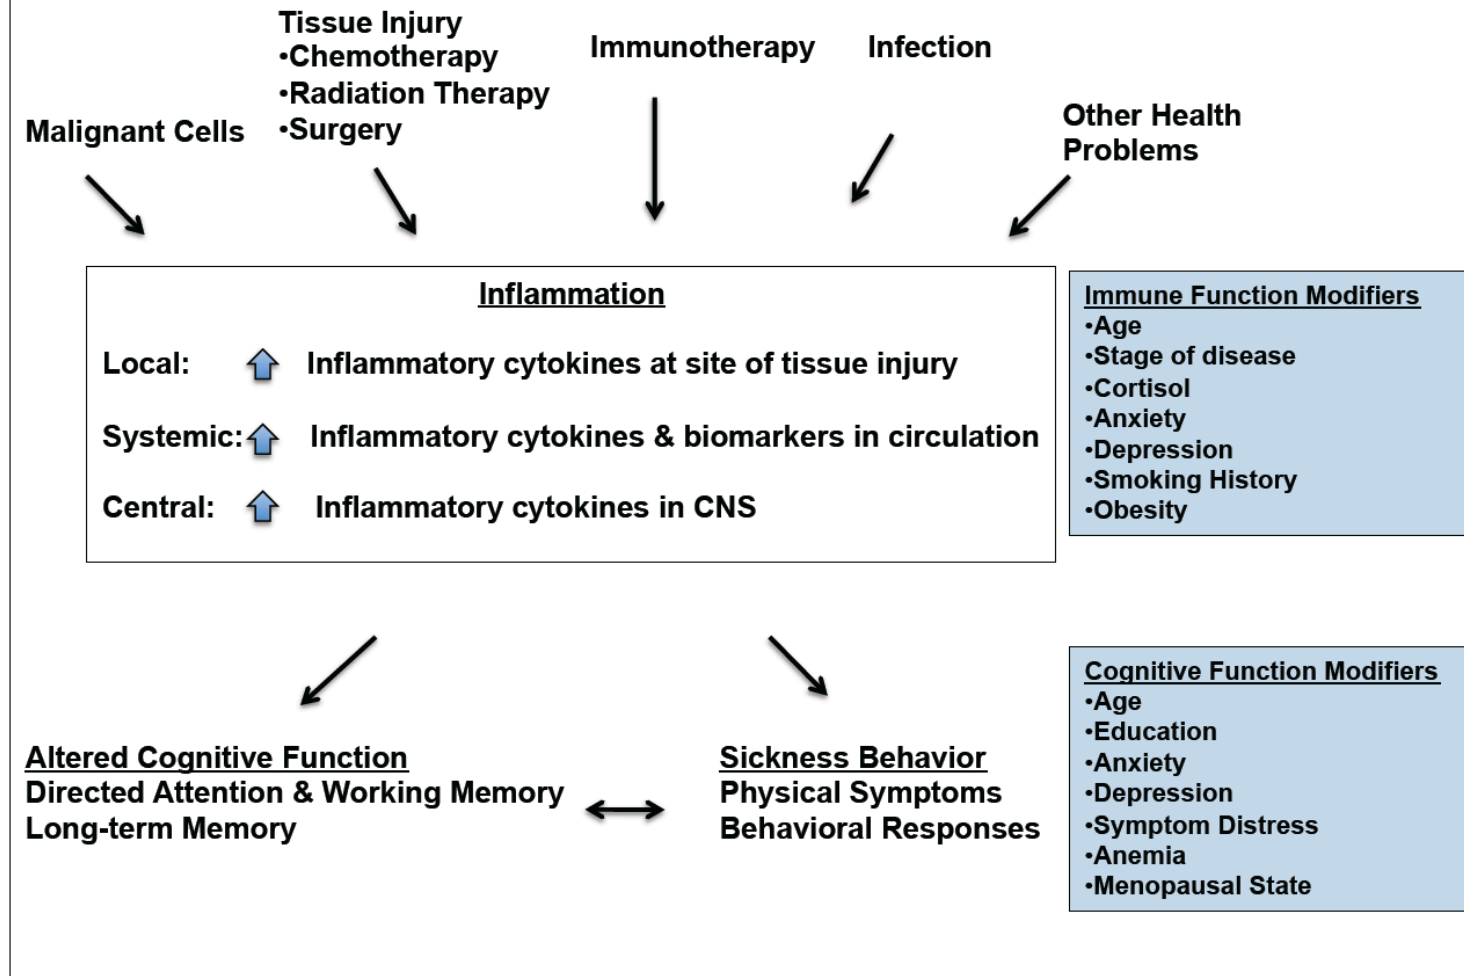 Tissue Injury
•Chemotherapy
•Radiation Therapy
•Surgery
Immunotherapy
Infection
Malignant Cells
Other Health
Problems
Inflammation
Local: Inflammatory cytokines at site of tissue injury
Systemic: Inflammatory cytokines & biomarkers in circulation
Central: Inflammatory cytokines in CNS
Immune Function Modifiers
•Age
•Stage of disease
•Cortisol
•Anxiety
•Depression
•Smoking History
•Obesity
Altered Cognitive Function
Directed Attention & Working Memory
Long-term Memory
Sickness Behavior
Physical Symptoms
Behavioral Responses
Cognitive Function Modifiers
•Age
•Education
•Anxiety
•Depression
•Symptom Distress
•Anemia
•Menopausal State